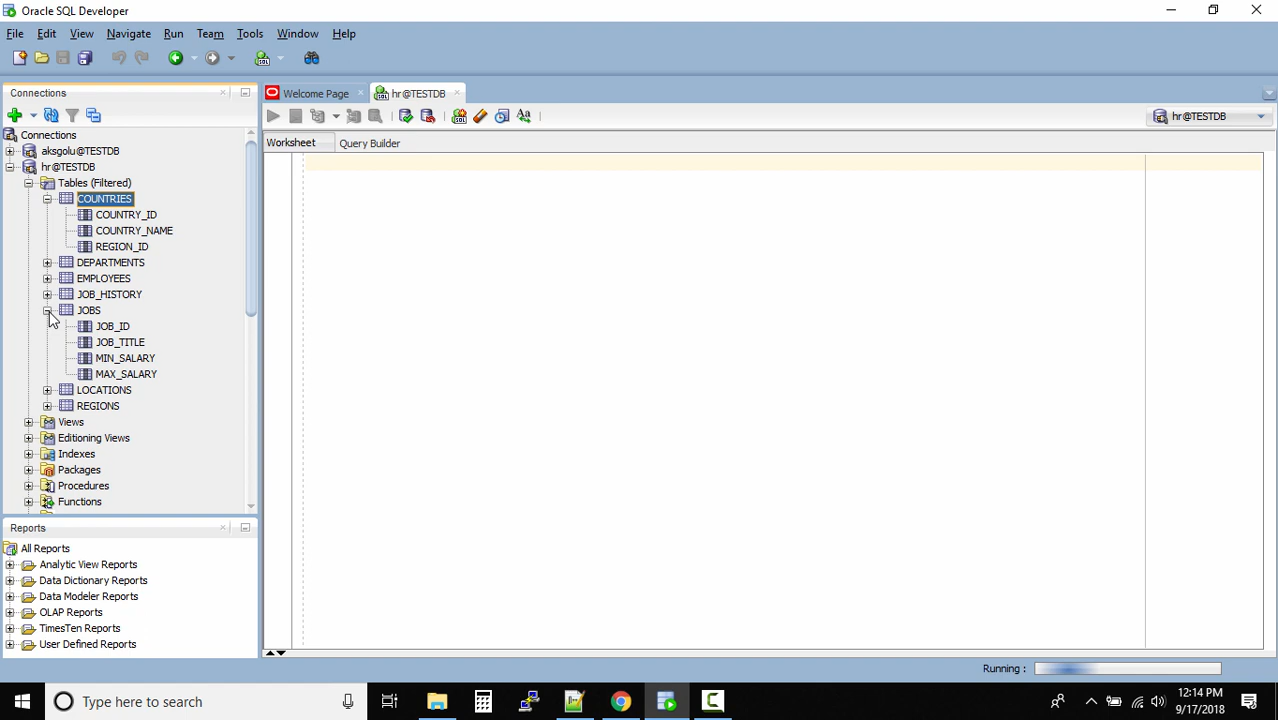 Oracle SQL Developer
File Edit View Navigate Run Team Tools Window Help
Connections
Welcome Page
hr@TESTDB
hr@TESTDB
Connections
aksgolu@TESTDB
hr@TESTDB
Tables (Filtered)
COUNTRIES
COUNTRY_ID
COUNTRY_NAME
REGION_ID
DEPARTMENTS
EMPLOYEES
JOB_HISTORY
JOBS
JOB_ID
JOB_TITLE
MIN_SALARY
MAX_SALARY
LOCATIONS
REGIONS
Views
Editioning Views
Indexes
Packages
Procedures
Functions
Worksheet Query Builder
Reports
All Reports
Analytic View Reports
Data Dictionary Reports
Data Modeler Reports
OLAP Reports
TimesTen Reports
User Defined Reports
Running :
Type here to search
12:14 PM
9/17/2018